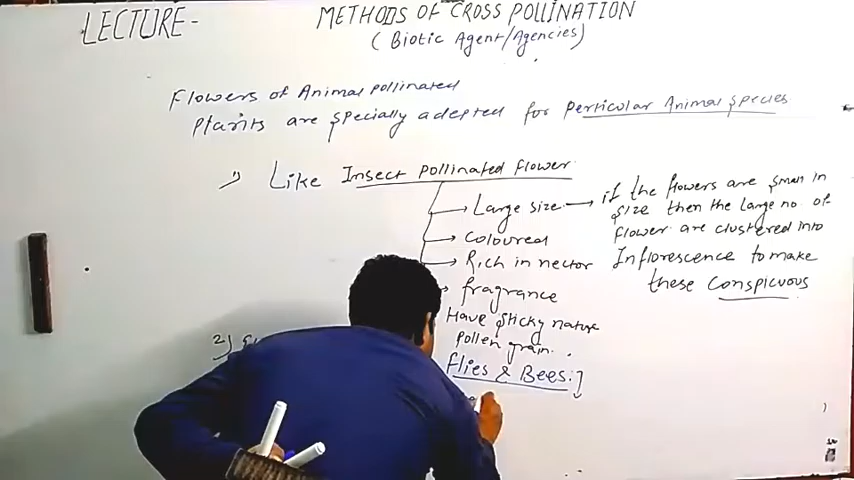 LECTURE-
METHODS OF CROSS POLLINATION
( Biotic Agent/Agencies)
Flowers of Animal pollinated
Plants are specially adepted for Perticular Animal species
1) Like Insect pollinated flower
Large size → if the flowers are small in
size then the large no. of
flower are clustered into
Inflorescence to make
these Conspicuous
Coloured
Rich in nector
fragrance
Have sticky nature
pollen grain.
2)
Flies & Bees:]